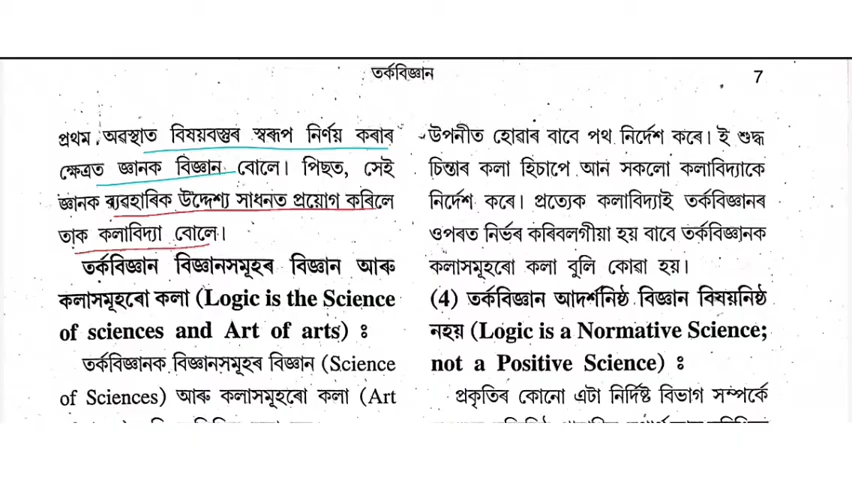 তৰ্কবিজ্ঞান
7
প্ৰথম অৱস্থাত বিষয়বস্তুৰ স্বৰূপ নিৰ্ণয় কৰাৰ
ক্ষেত্ৰত জ্ঞানক বিজ্ঞান বোলে। পিছত, সেই
জ্ঞানক ব্যৱহাৰিক উদ্দেশ্য সাধনত প্ৰয়োগ কৰিলে
তাক কলাবিদ্যা বোলে।
তৰ্কবিজ্ঞান বিজ্ঞানসমূহৰ বিজ্ঞান আৰু
কলাসমূহৰো কলা (Logic is the Science
of sciences and Art of arts) ঃ
তৰ্কবিজ্ঞানক বিজ্ঞানসমূহৰ বিজ্ঞান (Science
of Sciences) আৰু কলাসমূহৰো কলা (Art
উপনীত হোৱাৰ বাবে পথ নিৰ্দেশ কৰে। ই শুদ্ধ
চিন্তাৰ কলা হিচাপে আন সকলো কলাবিদ্যাকে
নিৰ্দেশ কৰে। প্ৰত্যেক কলাবিদ্যাই তৰ্কবিজ্ঞানৰ
ওপৰত নিৰ্ভৰ কৰিবলগীয়া হয় বাবে তৰ্কবিজ্ঞানক
কলাসমূহৰো কলা বুলি কোৱা হয়।
(4) তৰ্কবিজ্ঞান আদৰ্শনিষ্ঠ বিজ্ঞান বিষয়নিষ্ঠ
নহয় (Logic is a Normative Science;
not a Positive Science) ঃ
প্ৰকৃতিৰ কোনো এটা নিৰ্দিষ্ট বিভাগ সম্পৰ্কে